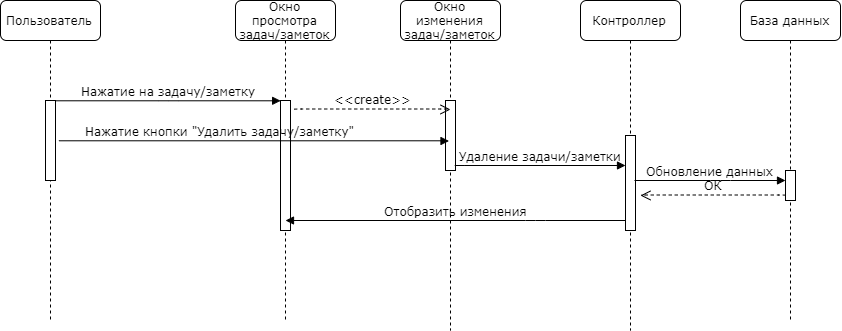 Пользователь
Окно
просмотра
задач/заметок
Окно
изменения
задач/заметок
Контроллер
База данных
Нажатие на задачу/заметку
<<create>>
Нажатие кнопки "Удалить задачу/заметку"
Удаление задачи/заметки
Обновление данных
ОК
Отобразить изменения